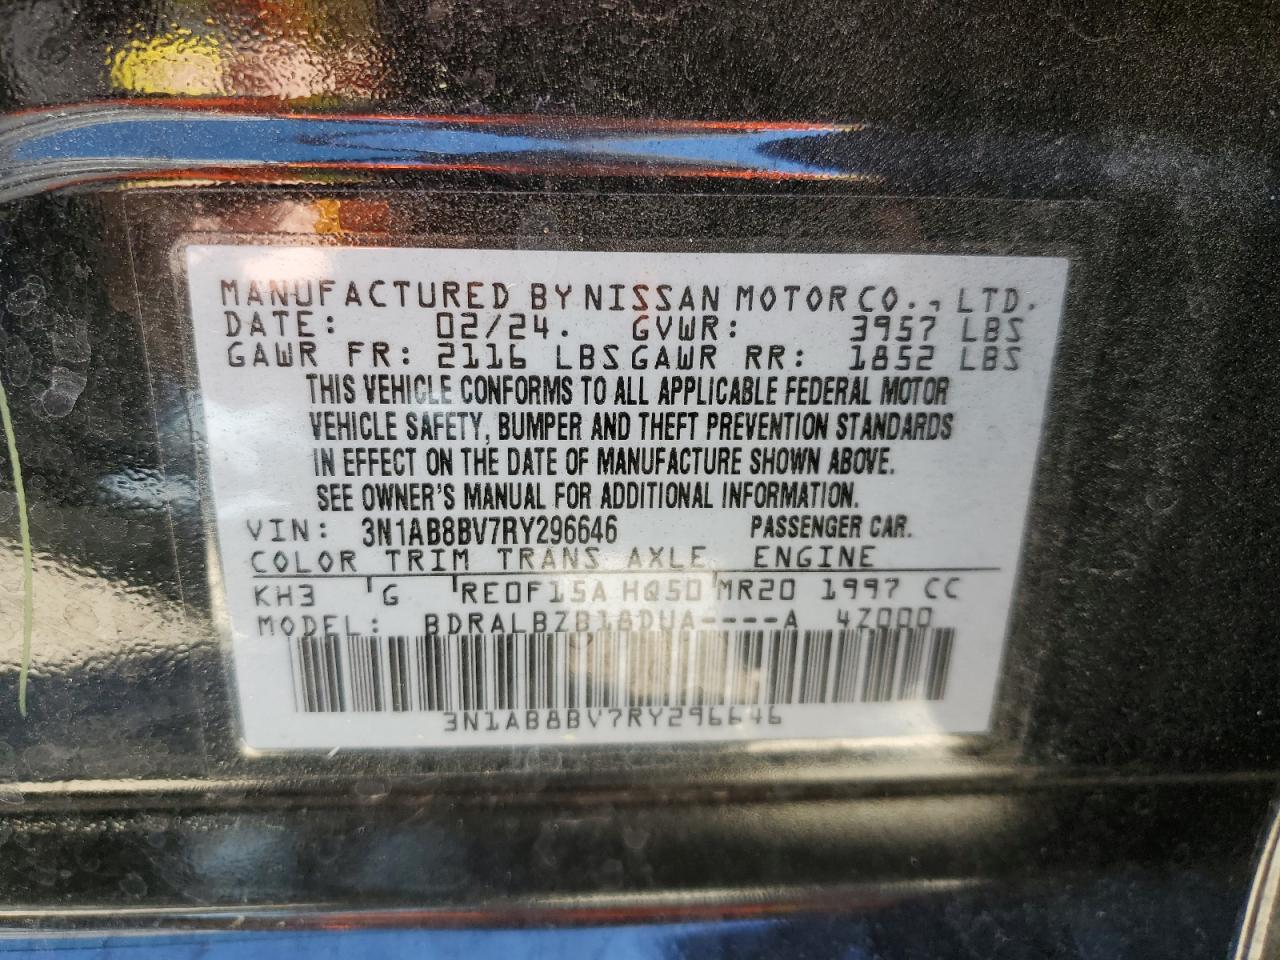 MANUFACTURED BY NISSAN MOTOR CO., LTD.
DATE: 02/24. GVWR: 3957 LBS
GAWR FR: 2116 LBS GAWR RR: 1852 LBS
THIS VEHICLE CONFORMS TO ALL APPLICABLE FEDERAL MOTOR
VEHICLE SAFETY, BUMPER AND THEFT PREVENTION STANDARDS
IN EFFECT ON THE DATE OF MANUFACTURE SHOWN ABOVE.
SEE OWNER'S MANUAL FOR ADDITIONAL INFORMATION.
VIN: 3N1AB8BV7RY296646 PASSENGER CAR.
COLOR TRIM TRANS AXLE ENGINE
KH3 G RE0F15A HQ50 MR20 1997 CC
MODEL: BDRALBZB18DUA----A 4Z000
3N1AB8BV7RY296646